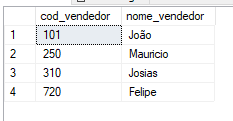 cod_vendedor nome_vendedor
1 101 João
2 250 Mauricio
3 310 Josias
4 720 Felipe